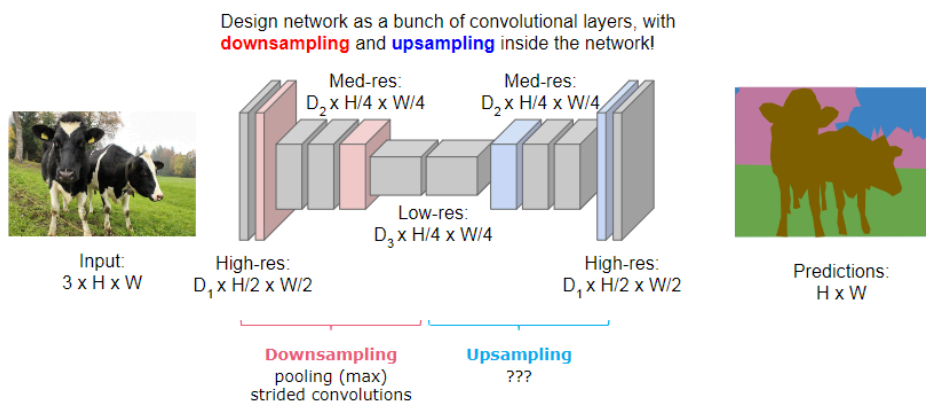 Design network as a bunch of convolutional layers, with
downsampling and upsampling inside the network!
Med-res:
D2 x H/4 x W/4
Med-res:
D2 x H/4 x W/4
Low-res:
D3 x H/4 x W/4
Input:
3 x H x W
High-res:
D1 x H/2 x W/2
High-res:
D1 x H/2 x W/2
Predictions:
H x W
Downsampling
pooling (max)
strided convolutions
Upsampling
???